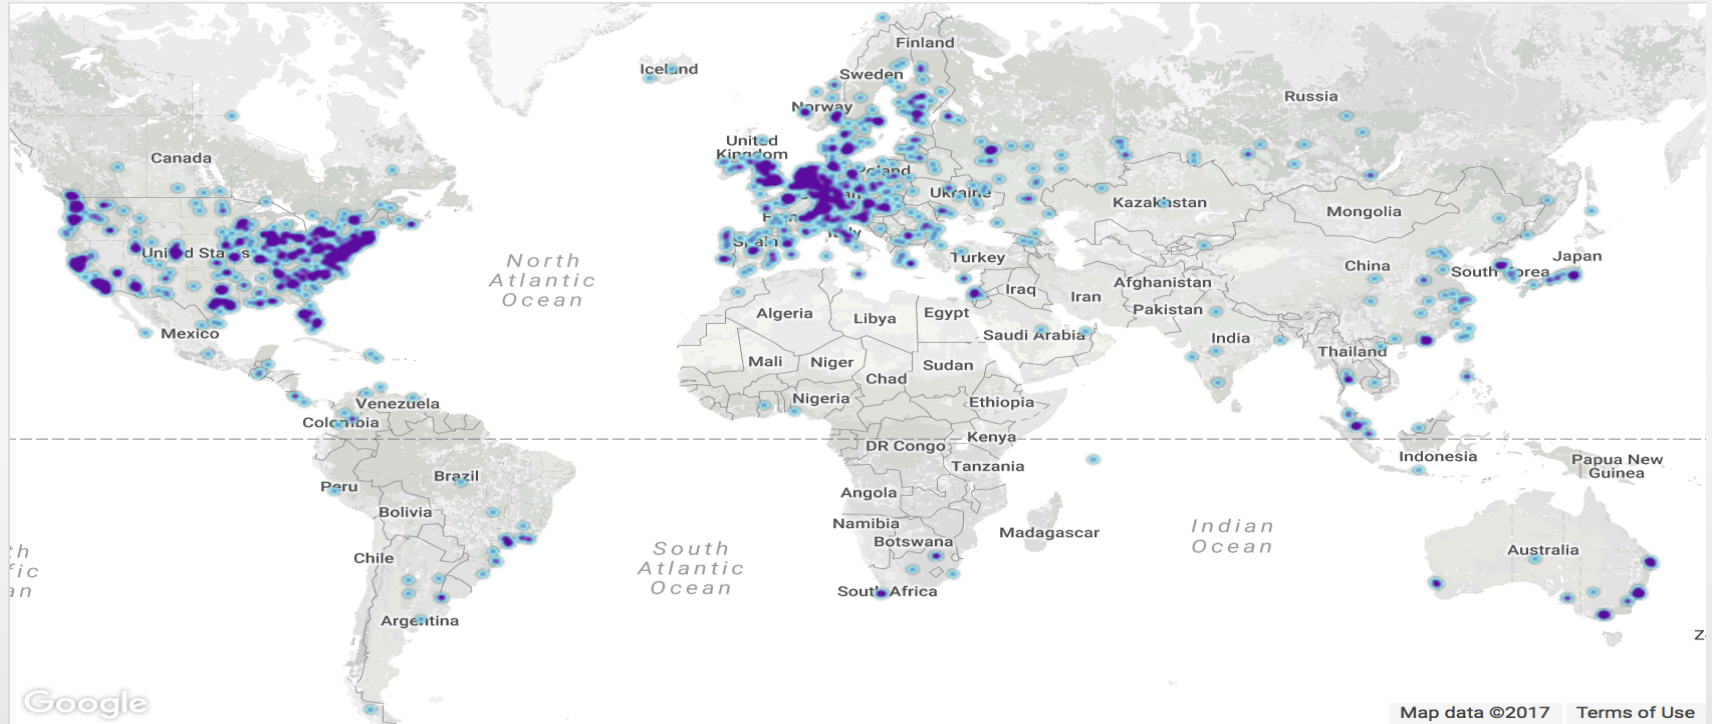 Finland
Iceland
Sweden
Norway
Russia
United
Kingdom
Canada
Poland
Ukraine
Kazakhstan
Mongolia
United States
Spain
Italy
Turkey
China
South Korea
Japan
North
Atlantic
Ocean
Iraq
Iran
Afghanistan
Pakistan
Algeria
Libya
Egypt
Saudi Arabia
India
Mexico
Mali
Niger
Chad
Sudan
Thailand
Nigeria
Ethiopia
Venezuela
Colombia
DR Congo
Kenya
Tanzania
Indonesia
Papua New
Guinea
Peru
Brazil
Bolivia
Angola
Namibia
Botswana
Madagascar
Indian
Ocean
Australia
Chile
South
Atlantic
Ocean
South Africa
Argentina
Google
Map data ©2017
Terms of Use